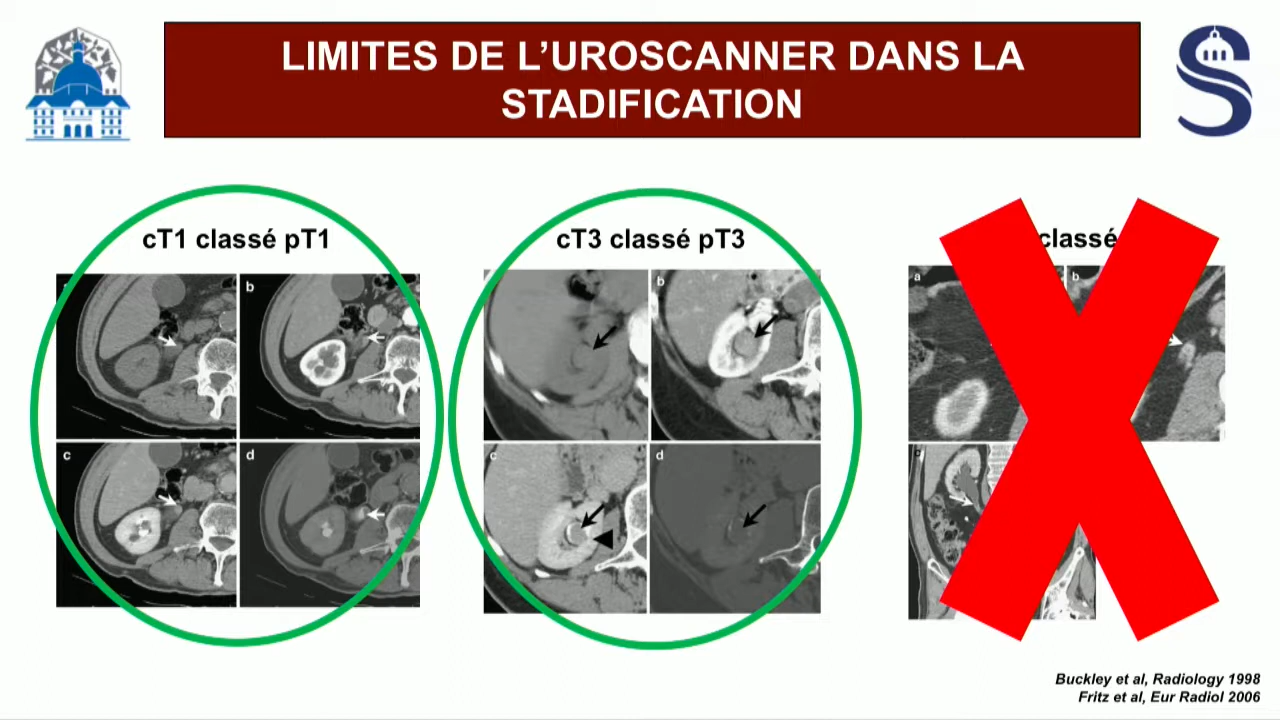 LIMITES DE L’UROSCANNER DANS LA
STADIFICATION
cT1 classé pT1
cT3 classé pT3
classé
b
c
d
b
c
d
a
b
Buckley et al, Radiology 1998
Fritz et al, Eur Radiol 2006